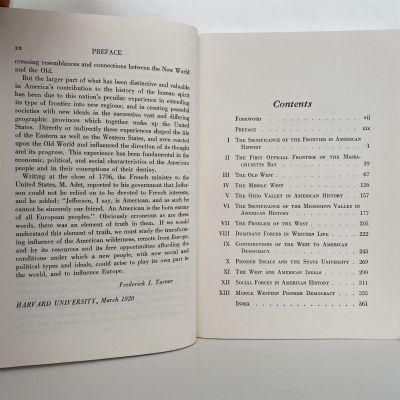 xx PREFACE
creasing resemblances and connections between the New World
and the Old.
But the larger part of what has been distinctive and valuable
in America's contribution to the history of the human spirit
has been due to this nation's peculiar experience in extending
its type of frontier into new regions; and in creating peaceful
societies with new ideals in the successive vast and differing
geographic provinces which together make up the United
States. Directly or indirectly these experiences shaped the life
of the Eastern as well as the Western States, and even reacted
upon the Old World and influenced the direction of its thought
and its progress. This experience has been fundamental in the
economic, political and social characteristics of the American
people and in their conceptions of their destiny.
Writing at the close of 1796, the French minister to the
United States, M. Adet, reported to his government that Jeffer-
son could not be relied on to be devoted to French interests,
and he added: "Jefferson, I say, is American, and as such he
cannot be sincerely our friend. An American is the born enemy
of all European peoples." Obviously erroneous as are these
words, there was an element of truth in them. If we would
understand this element of truth, we must study the transform-
ing influence of the American wilderness, remote from Europe,
and by its resources and its free opportunities affording the
conditions under which a new people, with new social and
political types and ideals, could arise to play its own part in
the world, and to influence Europe.
Frederick J. Turner
HARVARD UNIVERSITY, March 1920
Contents
Foreword vii
Preface xix
I The Significance of the Frontier in American
History 1
II The First Official Frontier of the Massa-
chusetts Bay 39
III The Old West 67
IV The Middle West 126
V The Ohio Valley in American History 157
VI The Significance of the Mississippi Valley in
American History 177
VII The Problem of the West 205
VIII Dominant Forces in Western Life 222
IX Contributions of the West to American
Democracy 243
X Pioneer Ideals and the State University 269
XI The West and American Ideals 290
XII Social Forces in American History 311
XIII Middle Western Pioneer Democracy 335
Index 361